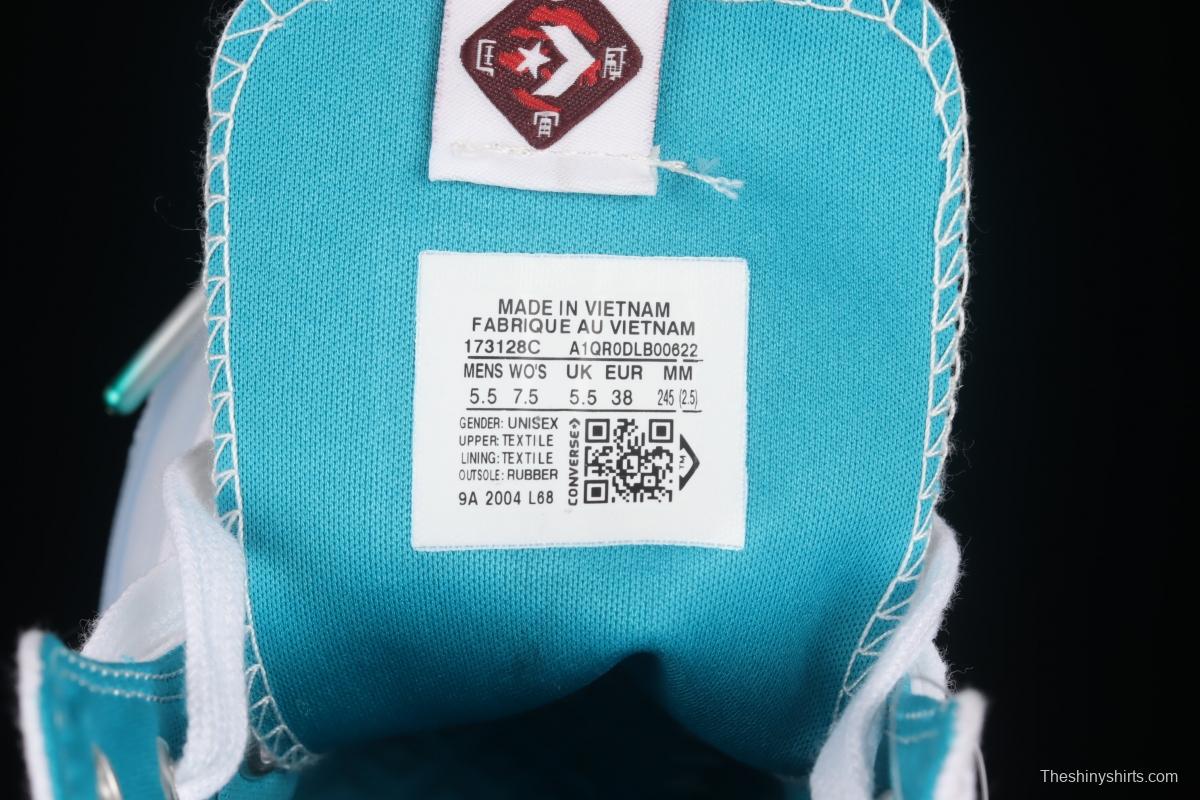 MADE IN VIETNAM
FABRIQUE AU VIETNAM
173128C A1QR0DLB00622
MENS WO'S UK EUR MM
5.5 7.5 5.5 38 245 (2.5)
GENDER: UNISEX
UPPER: TEXTILE
LINING: TEXTILE
OUTSOLE: RUBBER
9A 2004 L68
CONVERSE
TM
Theshinyshirts.com